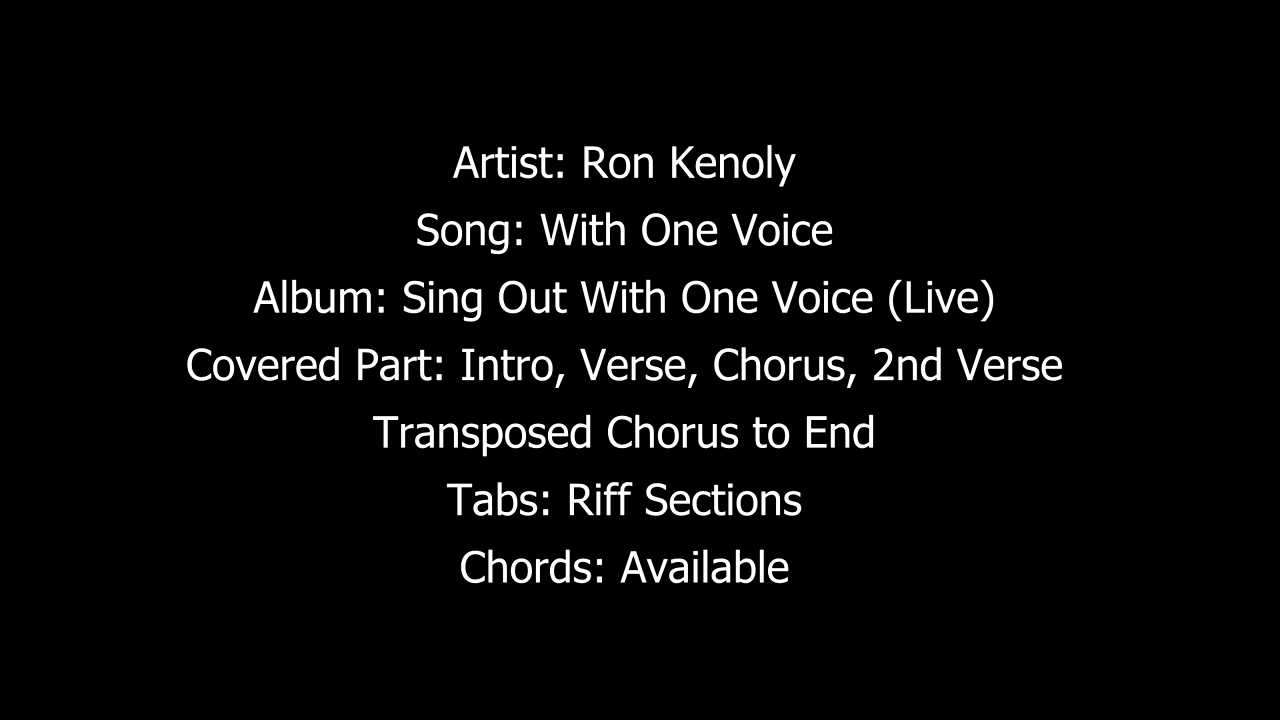 Artist: Ron Kenoly
Song: With One Voice
Album: Sing Out With One Voice (Live)
Covered Part: Intro, Verse, Chorus, 2nd Verse
Transposed Chorus to End
Tabs: Riff Sections
Chords: Available